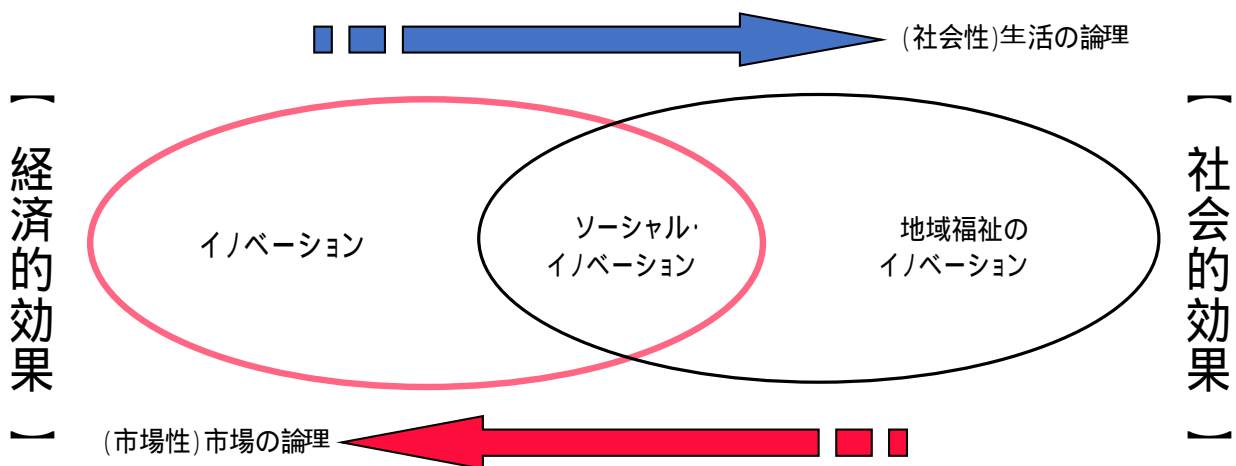 (社会性)生活の論理
【経済的効果】
イノベーション
ソーシャル・
イノベーション
地域福祉の
イノベーション
【社会的効果】
(市場性)市場の論理